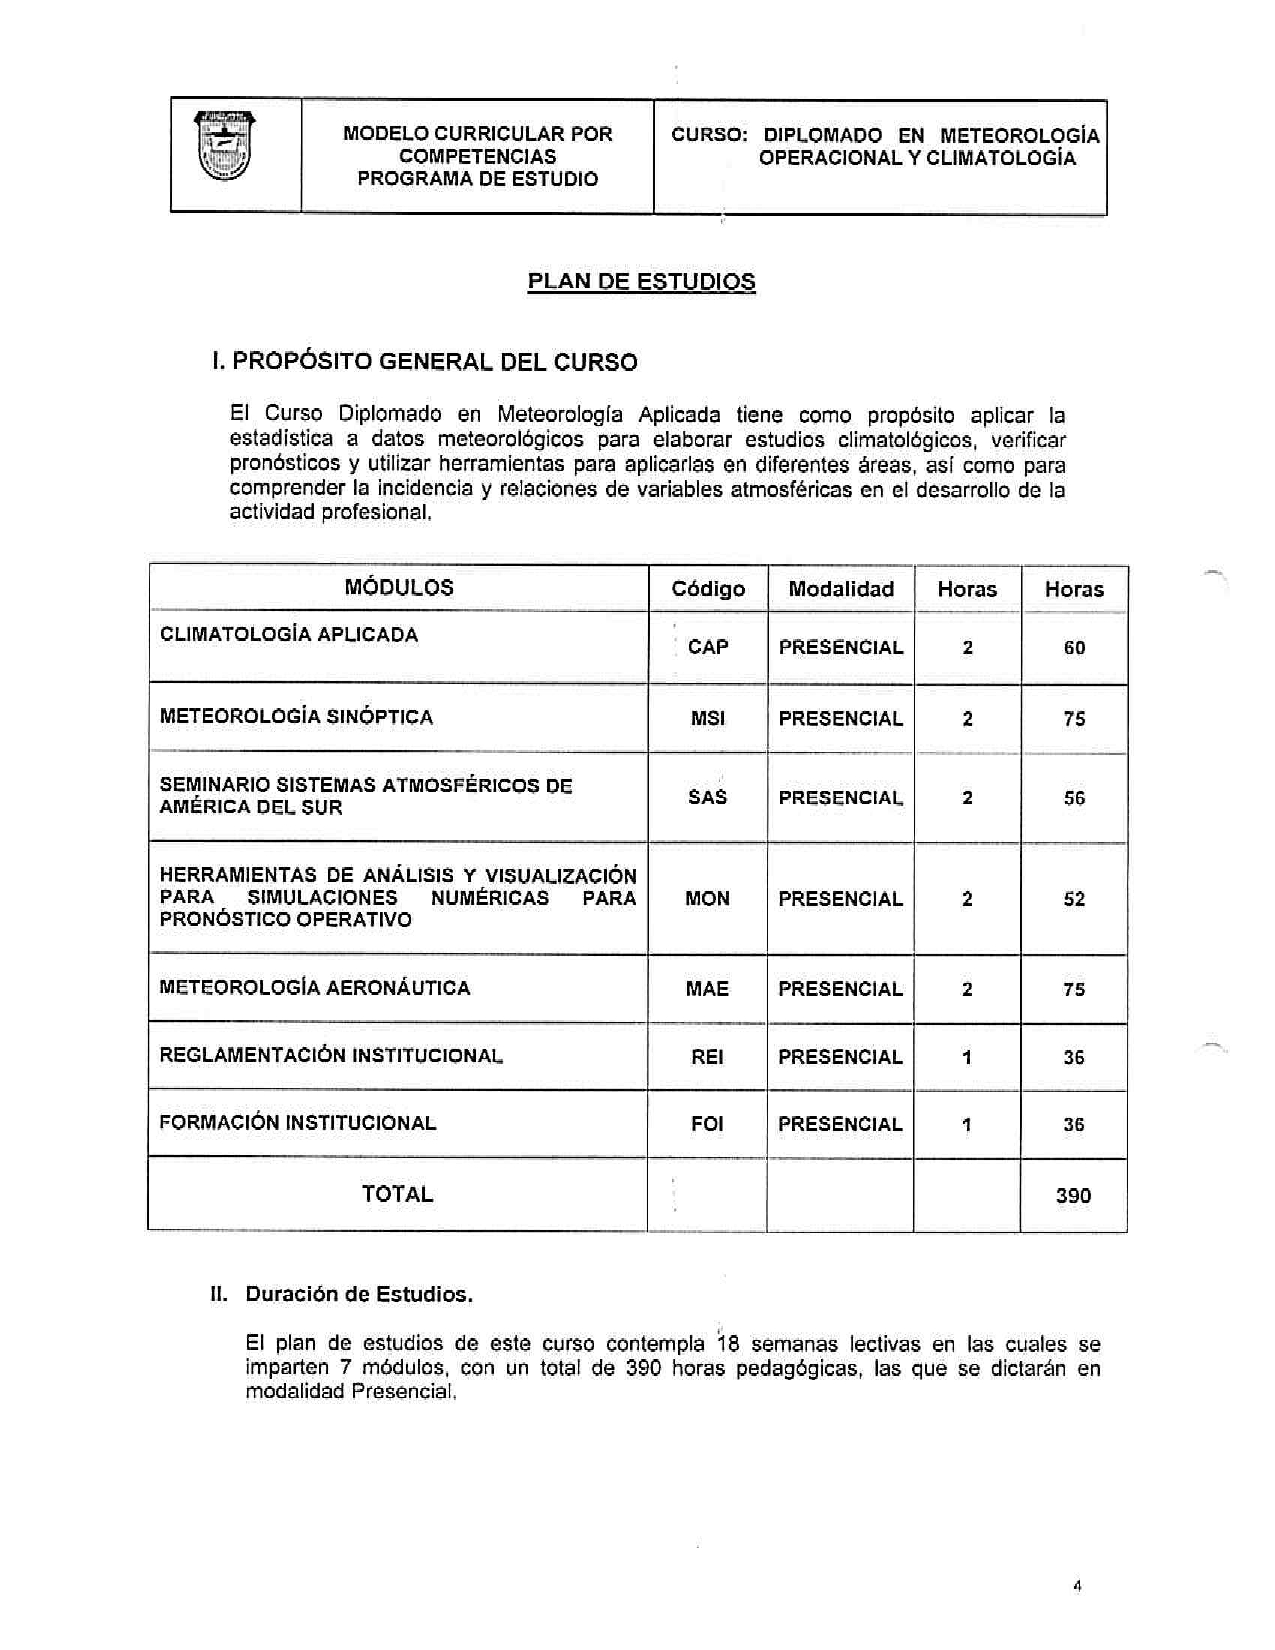 MODELO CURRICULAR POR
COMPETENCIAS
PROGRAMA DE ESTUDIO
CURSO: DIPLOMADO EN METEOROLOGÍA
OPERACIONAL Y CLIMATOLOGÍA
PLAN DE ESTUDIOS
I. PROPÓSITO GENERAL DEL CURSO
El Curso Diplomado en Meteorología Aplicada tiene como propósito aplicar la
estadística a datos meteorológicos para elaborar estudios climatológicos, verificar
pronósticos y utilizar herramientas para aplicarlas en diferentes áreas, así como para
comprender la incidencia y relaciones de variables atmosféricas en el desarrollo de la
actividad profesional.
MÓDULOS Código Modalidad Horas Horas
CLIMATOLOGÍA APLICADA CAP PRESENCIAL 2 60
METEOROLOGÍA SINÓPTICA MSI PRESENCIAL 2 75
SEMINARIO SISTEMAS ATMOSFÉRICOS DE
AMÉRICA DEL SUR SAS PRESENCIAL 2 56
HERRAMIENTAS DE ANÁLISIS Y VISUALIZACIÓN
PARA SIMULACIONES NUMÉRICAS PARA MON PRESENCIAL 2 52
PRONÓSTICO OPERATIVO
METEOROLOGÍA AERONÁUTICA MAE PRESENCIAL 2 75
REGLAMENTACIÓN INSTITUCIONAL REI PRESENCIAL 1 36
FORMACIÓN INSTITUCIONAL FOI PRESENCIAL 1 36
TOTAL 390
II. Duración de Estudios.
El plan de estudios de este curso contempla 18 semanas lectivas en las cuales se
imparten 7 módulos, con un total de 390 horas pedagógicas, las que se dictarán en
modalidad Presencial.
4